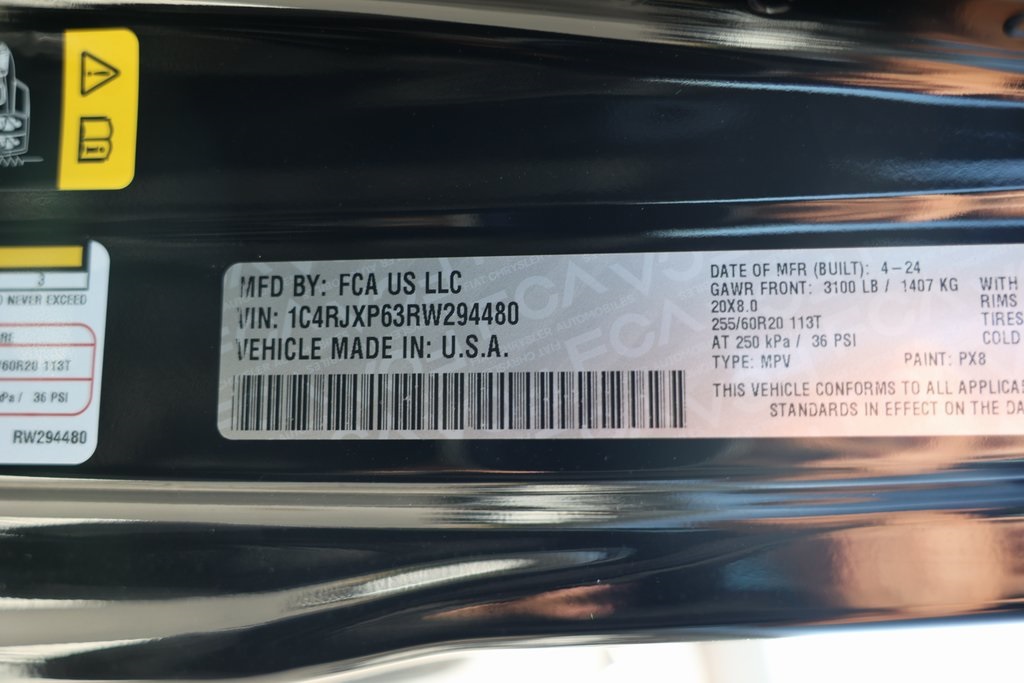 3
D NEVER EXCEED
/60R20 113T
kPa / 36 PSI
RW294480
MFD BY: FCA US LLC
VIN: 1C4RJXP63RW294480
VEHICLE MADE IN: U.S.A.
DATE OF MFR (BUILT): 4-24
GAWR FRONT: 3100 LB / 1407 KG WITH
20X8.0 RIMS
255/60R20 113T TIRES
AT 250 kPa / 36 PSI COLD
TYPE: MPV PAINT: PX8
THIS VEHICLE CONFORMS TO ALL APPLICA
STANDARDS IN EFFECT ON THE DA